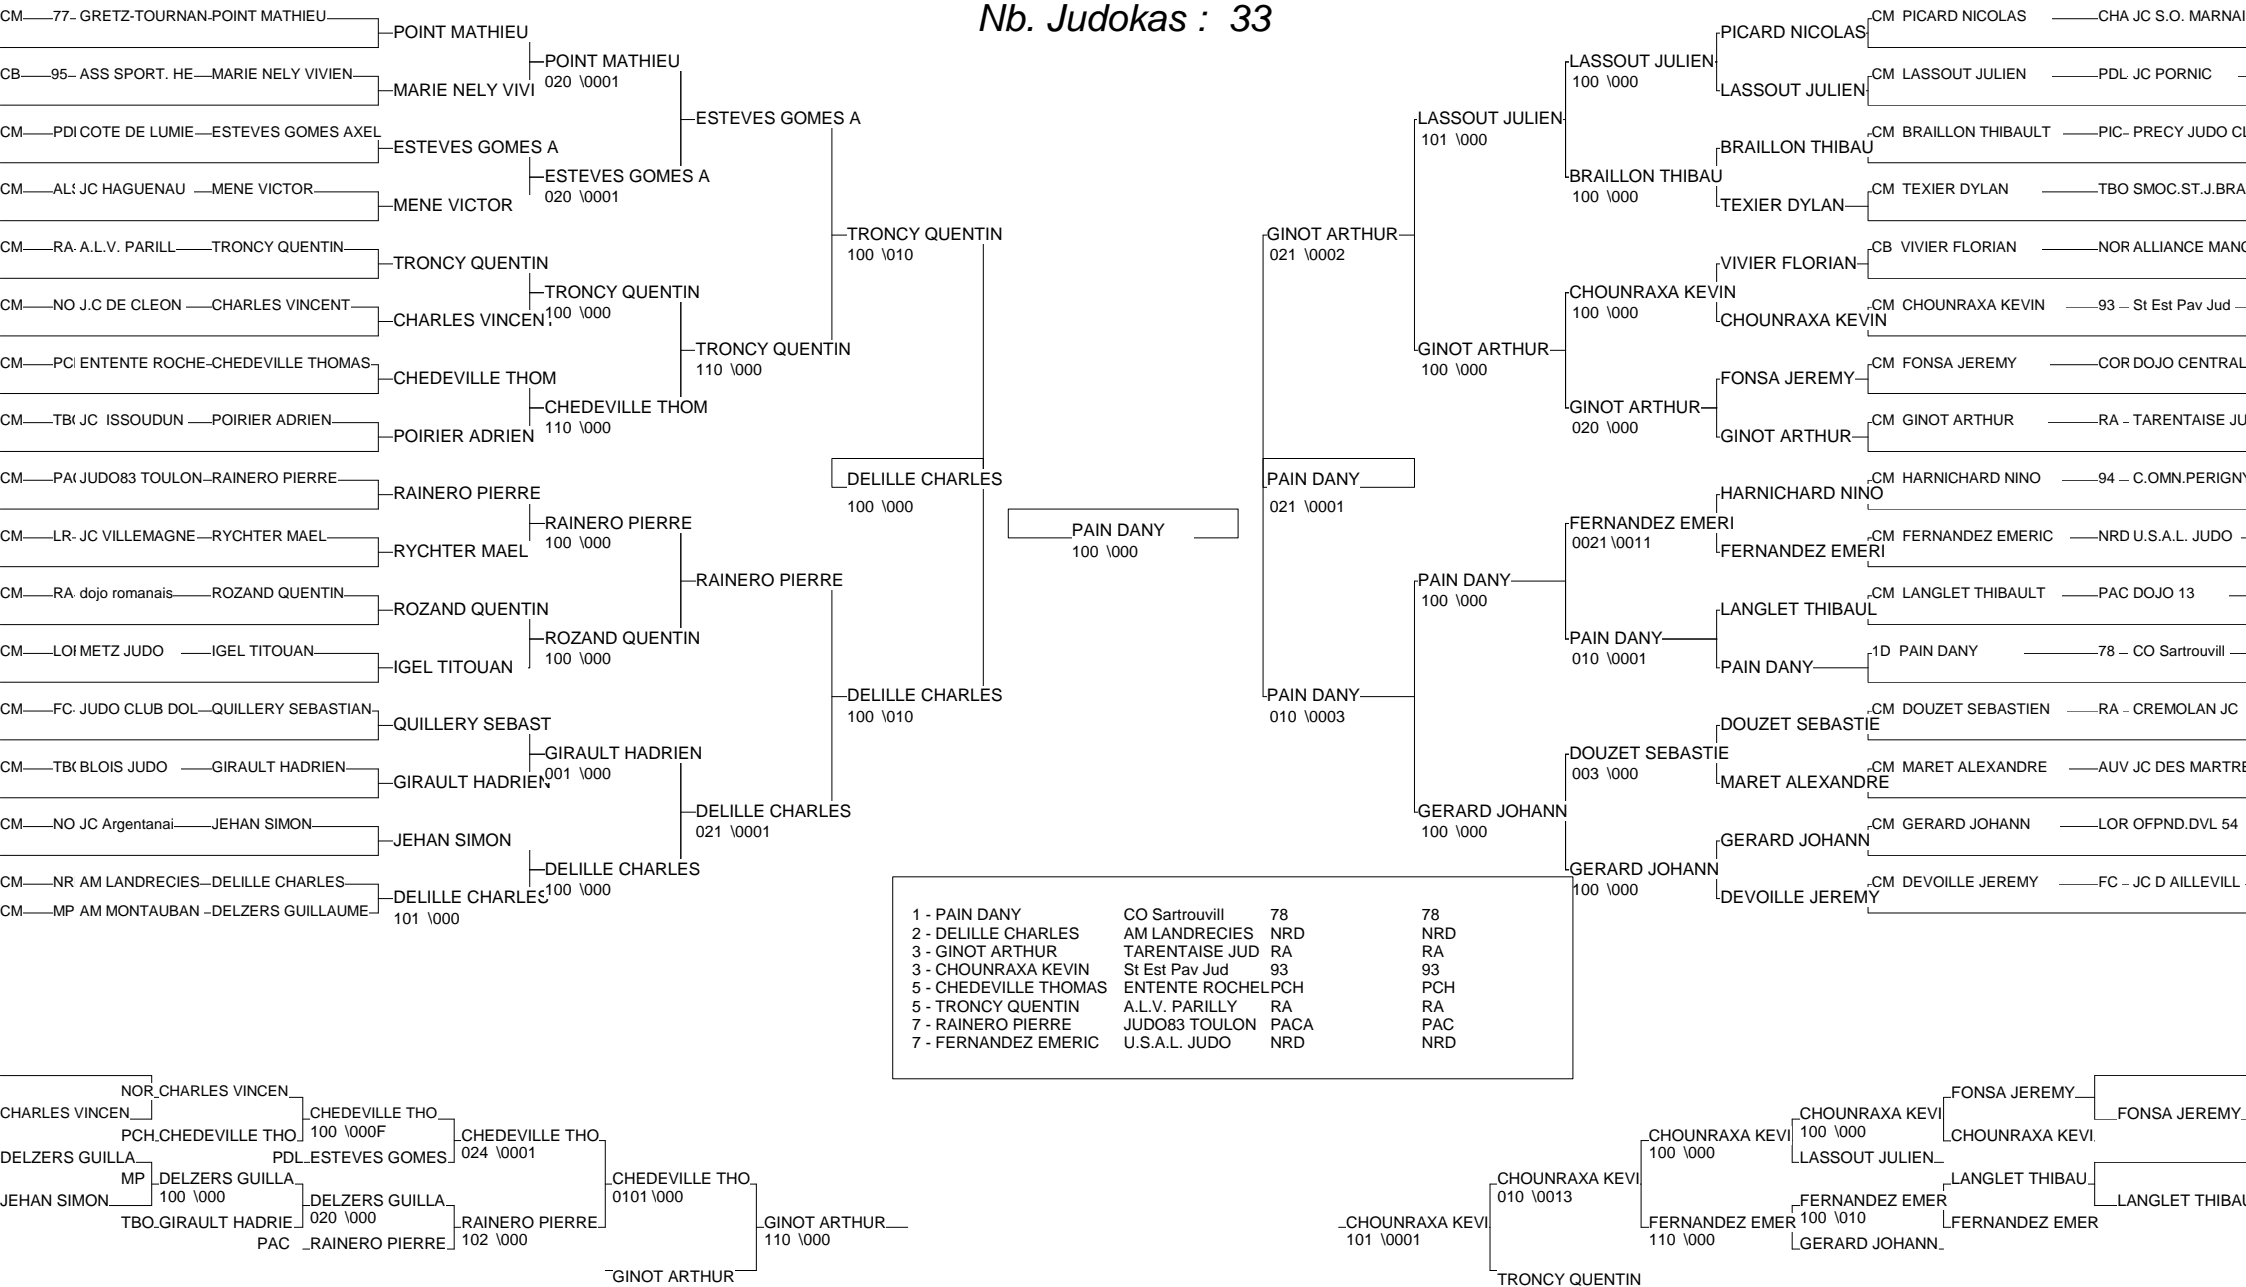 Nb. Judokas : 33
CM 77 GRETZ-TOURNAN POINT MATHIEU
POINT MATHIEU
POINT MATHIEU
020 \0001
CB 95 ASS SPORT. HE MARIE NELY VIVIEN
MARIE NELY VIVI
ESTEVES GOMES A
CM PDL COTE DE LUMIE ESTEVES GOMES AXEL
ESTEVES GOMES A
ESTEVES GOMES A
020 \0001
CM ALS JC HAGUENAU MENE VICTOR
MENE VICTOR
TRONCY QUENTIN
100 \010
CM RA A.L.V. PARILL TRONCY QUENTIN
TRONCY QUENTIN
TRONCY QUENTIN
100 \000
CM NO J.C DE CLEON CHARLES VINCENT
CHARLES VINCENT
TRONCY QUENTIN
110 \000
CM PC ENTENTE ROCHE CHEDEVILLE THOMAS
CHEDEVILLE THOM
CHEDEVILLE THOM
110 \000
CM TBO JC ISSOUDUN POIRIER ADRIEN
POIRIER ADRIEN
DELILLE CHARLES
100 \000
CM PAC JUDO83 TOULON RAINERO PIERRE
RAINERO PIERRE
RAINERO PIERRE
100 \000
CM LR- JC VILLEMAGNE RYCHTER MAEL
RYCHTER MAEL
RAINERO PIERRE
CM RA dojo romanais ROZAND QUENTIN
ROZAND QUENTIN
ROZAND QUENTIN
100 \000
CM LOR METZ JUDO IGEL TITOUAN
IGEL TITOUAN
DELILLE CHARLES
100 \010
CM FC- JUDO CLUB DOL QUILLERY SEBASTIAN
QUILLERY SEBAST
GIRAULT HADRIEN
001 \000
CM TBO BLOIS JUDO GIRAULT HADRIEN
GIRAULT HADRIEN
DELILLE CHARLES
021 \0001
CM NO JC Argentanai JEHAN SIMON
JEHAN SIMON
DELILLE CHARLES
100 \000
CM NR AM LANDRECIES DELILLE CHARLES
DELILLE CHARLES
101 \000
CM MP AM MONTAUBAN DELZERS GUILLAUME
PAIN DANY
100 \000
PICARD NICOLAS
CM PICARD NICOLAS CHA JC S.O. MARNAI
LASSOUT JULIEN
100 \000
LASSOUT JULIEN
CM LASSOUT JULIEN PDL JC PORNIC
LASSOUT JULIEN
101 \000
BRAILLON THIBAU
CM BRAILLON THIBAULT PIC PRECY JUDO CL
BRAILLON THIBAU
100 \000
TEXIER DYLAN
CM TEXIER DYLAN TBO SMOC.ST.J.BRA
GINOT ARTHUR
021 \0002
VIVIER FLORIAN
CB VIVIER FLORIAN NOR ALLIANCE MANC
CHOUNRAXA KEVIN
100 \000
CHOUNRAXA KEVIN
CM CHOUNRAXA KEVIN 93 St Est Pav Jud
GINOT ARTHUR
100 \000
FONSA JEREMY
CM FONSA JEREMY COR DOJO CENTRAL
GINOT ARTHUR
020 \000
GINOT ARTHUR
CM GINOT ARTHUR RA TARENTAISE JU
PAIN DANY
021 \0001
HARNICHARD NINO
CM HARNICHARD NINO 94 C.OMN.PERIGNY
FERNANDEZ EMERI
0021 \0011
FERNANDEZ EMERI
CM FERNANDEZ EMERIC NRD U.S.A.L. JUDO
PAIN DANY
100 \000
LANGLET THIBAUL
CM LANGLET THIBAULT PAC DOJO 13
PAIN DANY
010 \0001
PAIN DANY
1D PAIN DANY 78 CO Sartrouvill
PAIN DANY
010 \0003
DOUZET SEBASTIE
CM DOUZET SEBASTIEN RA CREMOLAN JC
DOUZET SEBASTIE
003 \000
MARET ALEXANDRE
CM MARET ALEXANDRE AUV JC DES MARTRE
GERARD JOHANN
100 \000
GERARD JOHANN
CM GERARD JOHANN LOR OFPND.DVL 54
GERARD JOHANN
100 \000
DEVOILLE JEREMY
CM DEVOILLE JEREMY FC JC D AILLEVILL
1 - PAIN DANY CO Sartrouvill 78 78
2 - DELILLE CHARLES AM LANDRECIES NRD NRD
3 - GINOT ARTHUR TARENTAISE JUD RA RA
3 - CHOUNRAXA KEVIN St Est Pav Jud 93 93
5 - CHEDEVILLE THOMAS ENTENTE ROCHEL PCH PCH
5 - TRONCY QUENTIN A.L.V. PARILLY RA RA
7 - RAINERO PIERRE JUDO83 TOULON PACA PAC
7 - FERNANDEZ EMERIC U.S.A.L. JUDO NRD NRD
NOR CHARLES VINCEN
CHARLES VINCEN
CHEDEVILLE THO
100 \000F
PCH CHEDEVILLE THO
CHEDEVILLE THO
024 \0001
PDL ESTEVES GOMES
DELZERS GUILLA
MP DELZERS GUILLA
100 \000
CHEDEVILLE THO
0101 \000
JEHAN SIMON
DELZERS GUILLA
020 \000
TBO GIRAULT HADRIE
RAINERO PIERRE
102 \000
PAC RAINERO PIERRE
GINOT ARTHUR
110 \000
GINOT ARTHUR
CHOUNRAXA KEVI
101 \0001
CHOUNRAXA KEVI
010 \0013
TRONCY QUENTIN
CHOUNRAXA KEVI
100 \000
CHOUNRAXA KEVI
100 \000
FONSA JEREMY
FONSA JEREMY
CHOUNRAXA KEVI
LASSOUT JULIEN
FERNANDEZ EMER
110 \000
FERNANDEZ EMER
100 \010
LANGLET THIBAU
LANGLET THIBAU
FERNANDEZ EMER
GERARD JOHANN